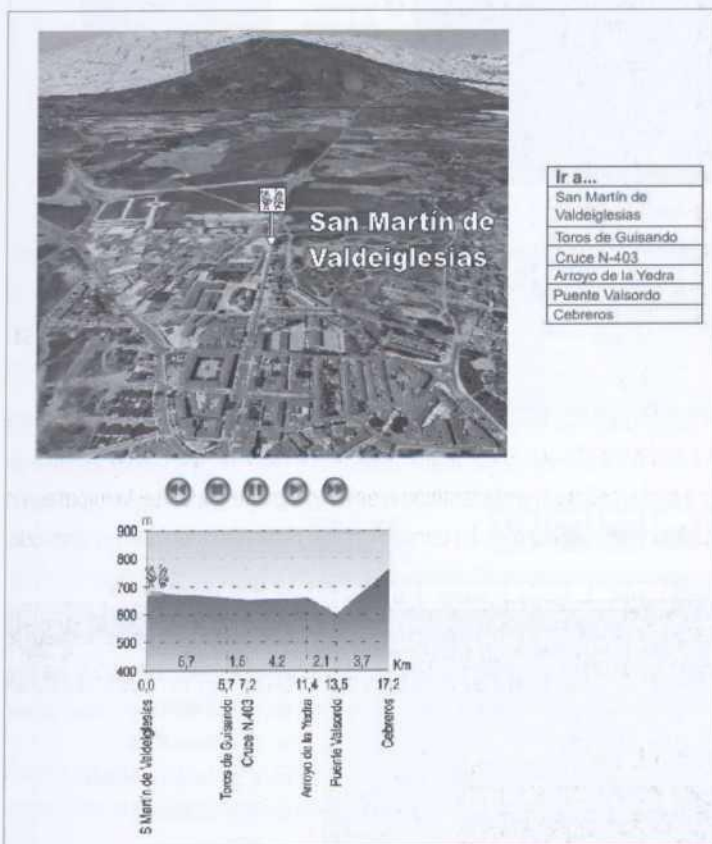 San Martín de
Valdeiglesias
Ir a...
San Martín de
Valdeiglesias
Toros de Guisando
Cruce N-403
Arroyo de la Yedra
Puente Valsordo
Cebreros
m
900
800
700
600
500
400
5,7 1,5 4,2 2,1 3,7 Km
0,0 5,7 7,2 11,4 13,5 17,2
S Martín de Valdeiglesias
Toros de Guisando
Cruce N.403
Arroyo de la Yedra
Puente Valsordo
Cebreros